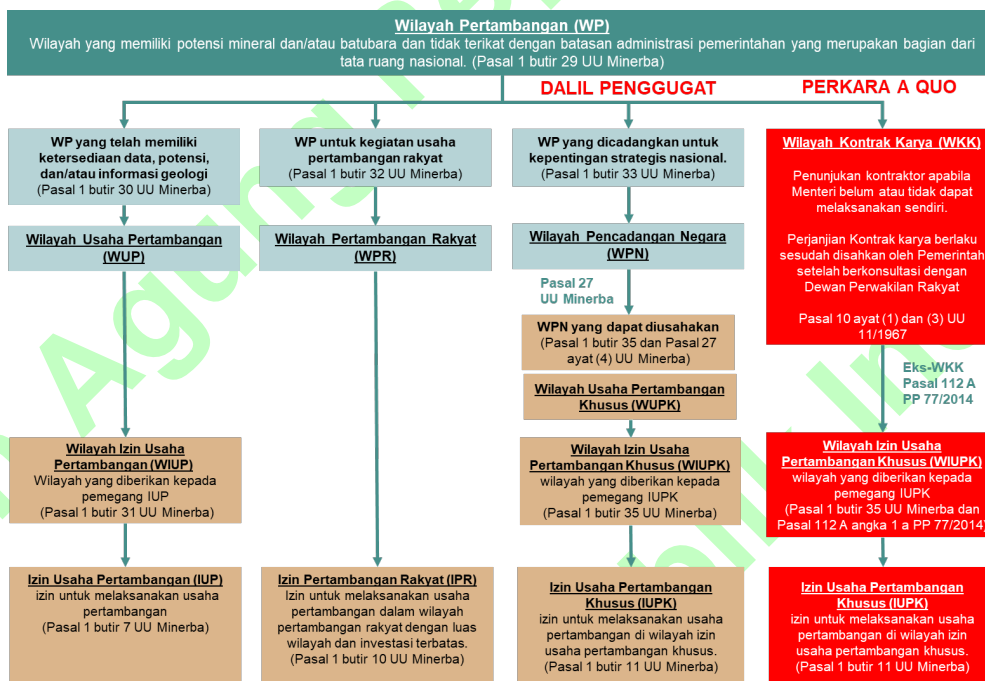 Wilayah Pertambangan (WP)
Wilayah yang memiliki potensi mineral dan/atau batubara dan tidak terikat dengan batasan administrasi pemerintahan yang merupakan bagian dari
tata ruang nasional. (Pasal 1 butir 29 UU Minerba)
DALIL PENGGUGAT
PERKARA A QUO
WP yang telah memiliki
ketersediaan data, potensi,
dan/atau informasi geologi
(Pasal 1 butir 30 UU Minerba)
Wilayah Usaha Pertambangan
(WUP)
Wilayah Izin Usaha
Pertambangan (WIUP)
Wilayah yang diberikan kepada
pemegang IUP
(Pasal 1 butir 31 UU Minerba)
Izin Usaha Pertambangan (IUP)
izin untuk melaksanakan usaha
pertambangan
(Pasal 1 butir 7 UU Minerba)
WP untuk kegiatan usaha
pertambangan rakyat
(Pasal 1 butir 32 UU Minerba)
Wilayah Pertambangan Rakyat
(WPR)
Izin Pertambangan Rakyat (IPR)
Izin untuk melaksanakan usaha
pertambangan dalam wilayah
pertambangan rakyat dengan luas
wilayah dan investasi terbatas.
(Pasal 1 butir 10 UU Minerba)
WP yang dicadangkan untuk
kepentingan strategis nasional.
(Pasal 1 butir 33 UU Minerba)
Wilayah Pencadangan Negara
(WPN)
Pasal 27
UU Minerba
WPN yang dapat diusahakan
(Pasal 1 butir 35 dan Pasal 27
ayat (4) UU Minerba)
Wilayah Usaha Pertambangan
Khusus (WUPK)
Wilayah Izin Usaha
Pertambangan Khusus (WIUPK)
wilayah yang diberikan kepada
pemegang IUPK
(Pasal 1 butir 35 UU Minerba)
Izin Usaha Pertambangan
Khusus (IUPK)
izin untuk melaksanakan usaha
pertambangan di wilayah izin
usaha pertambangan khusus.
(Pasal 1 butir 11 UU Minerba)
Wilayah Kontrak Karya (WKK)
Penunjukan kontraktor apabila
Menteri belum atau tidak dapat
melaksanakan sendiri.
Perjanjian Kontrak karya berlaku
sesudah disahkan oleh Pemerintah
setelah berkonsultasi dengan
Dewan Perwakilan Rakyat
Pasal 10 ayat (1) dan (3) UU
11/1967
Eks-WKK
Pasal 112 A
PP 77/2014
Wilayah Izin Usaha
Pertambangan Khusus (WIUPK)
wilayah yang diberikan kepada
pemegang IUPK
(Pasal 1 butir 35 UU Minerba dan
Pasal 112 A angka 1 a PP 77/2014)
Izin Usaha Pertambangan
Khusus (IUPK)
izin untuk melaksanakan usaha
pertambangan di wilayah izin
usaha pertambangan khusus.
(Pasal 1 butir 11 UU Minerba)